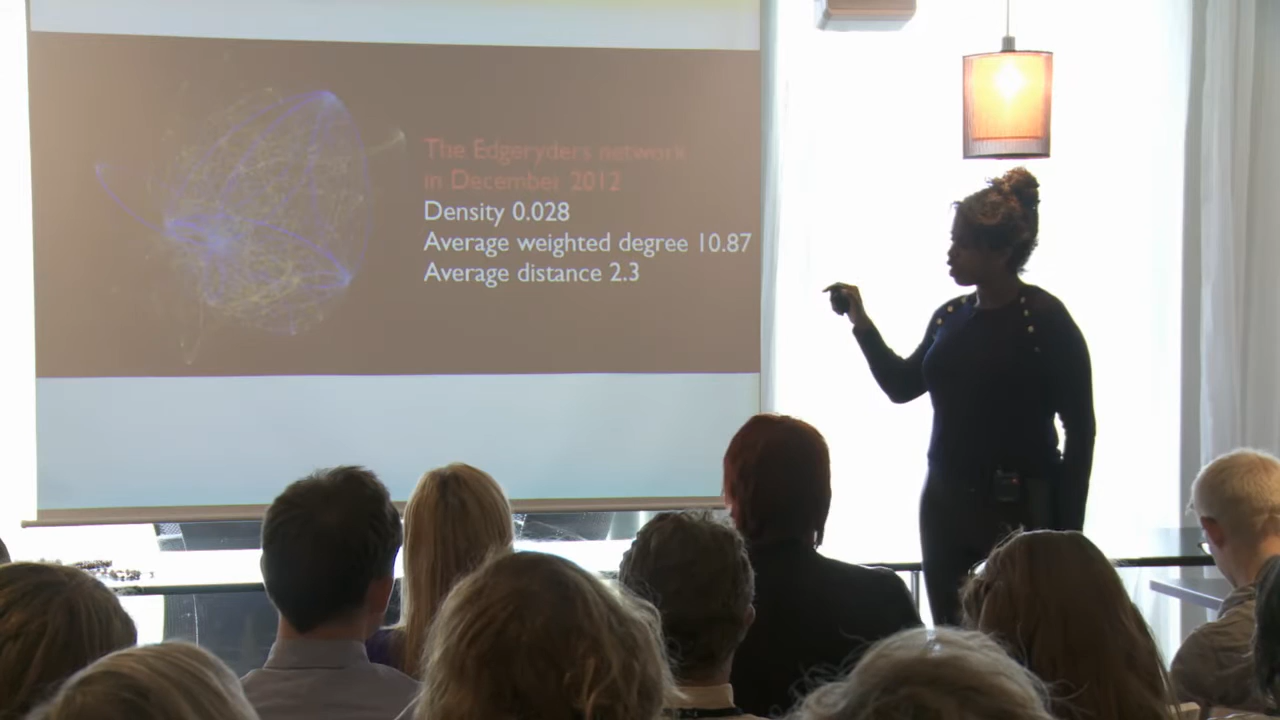 The Edgeryders network
in December 2012
Density 0.028
Average weighted degree 10.87
Average distance 2.3